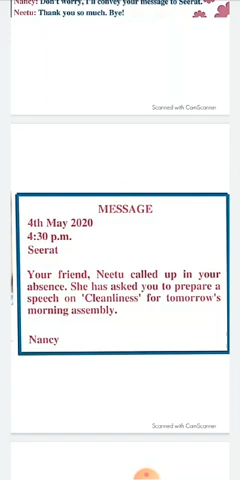 Nancy: Don't worry, I'll convey your message to Seerat.
Neetu: Thank you so much. Bye!
Scanned with CamScanner
MESSAGE
4th May 2020
4:30 p.m.
Seerat
Your friend, Neetu called up in your
absence. She has asked you to prepare a
speech on 'Cleanliness' for tomorrow's
morning assembly.
Nancy
Scanned with CamScanner